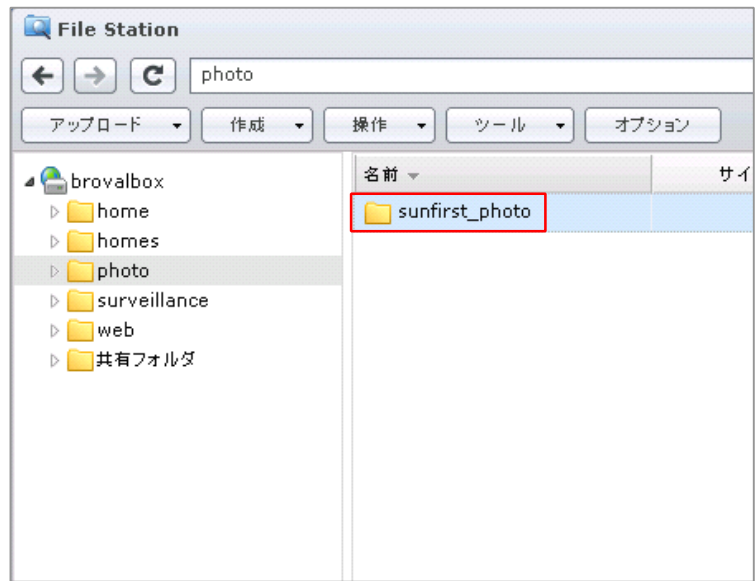 File Station
photo
アップロード 作成 操作 ツール オプション
brovalbox
home
homes
photo
surveillance
web
共有フォルダ
名前 サイ
sunfirst_photo